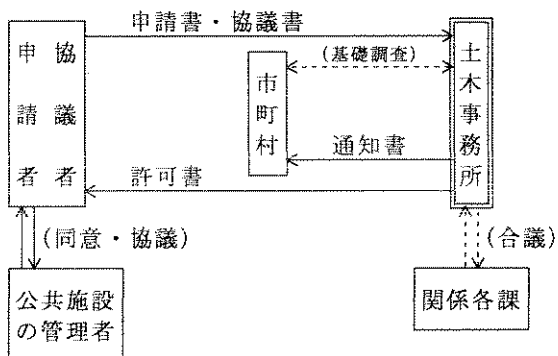 申請書・協議書
申請者
協議者
(基礎調査)
市町村
土木事務所
通知書
許可書
(同意・協議)
(合議)
公共施設
の管理者
関係各課